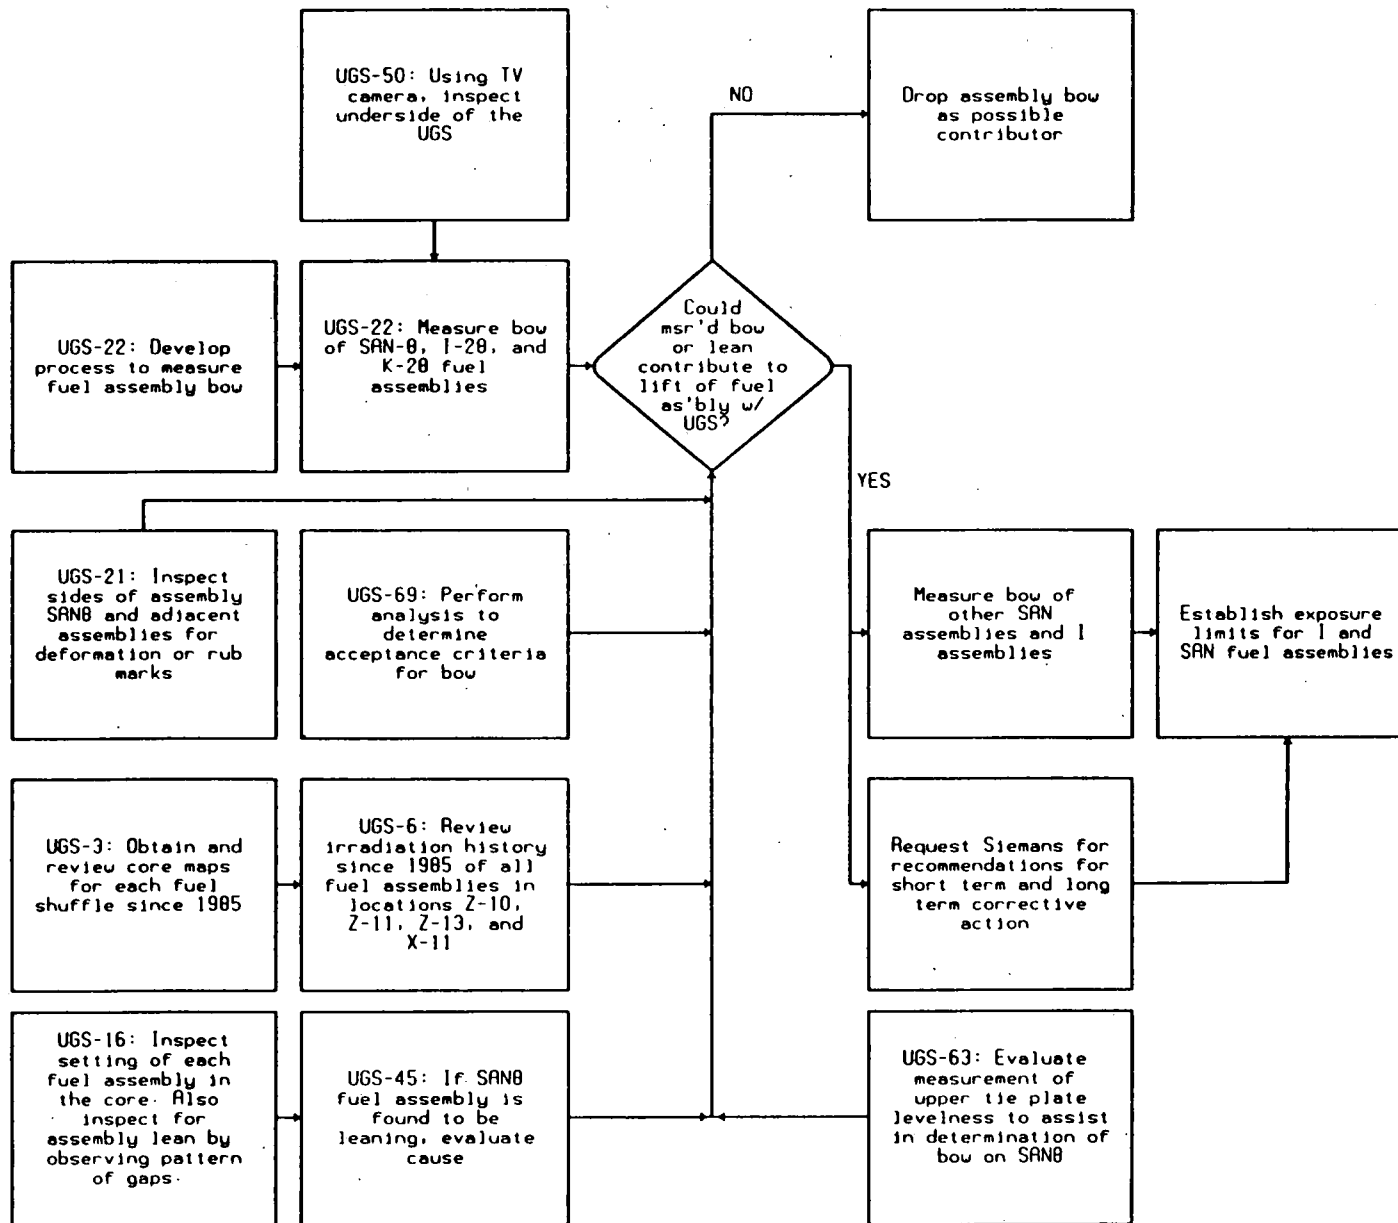 UGS-50: Using TV
camera, inspect
underside of the
UGS
NO
Drop assembly bow
as possible
contributor
UGS-22: Develop
process to measure
fuel assembly bow
UGS-22: Measure bow
of SAN-8, I-20, and
K-20 fuel
assemblies
Could
msr'd bow
or lean
contribute to
lift of fuel
as'bly w/
UGS?
YES
UGS-21: Inspect
sides of assembly
SAN8 and adjacent
assemblies for
deformation or rub
marks
UGS-69: Perform
analysis to
determine
acceptance criteria
for bow
Measure bow of
other SAN
assemblies and I
assemblies
Establish exposure
limits for I and
SAN fuel assemblies
UGS-3: Obtain and
review core maps
for each fuel
shuffle since 1985
UGS-6: Review
irradiation history
since 1985 of all
fuel assemblies in
locations Z-10,
Z-11, Z-13, and
X-11
Request Siemans for
recommendations for
short term and long
term corrective
action
UGS-16: Inspect
setting of each
fuel assembly in
the core. Also
inspect for
assembly lean by
observing pattern
of gaps.
UGS-45: If SAN8
fuel assembly is
found to be
leaning, evaluate
cause
UGS-63: Evaluate
measurement of
upper tie plate
levelness to assist
in determination of
bow on SAN8